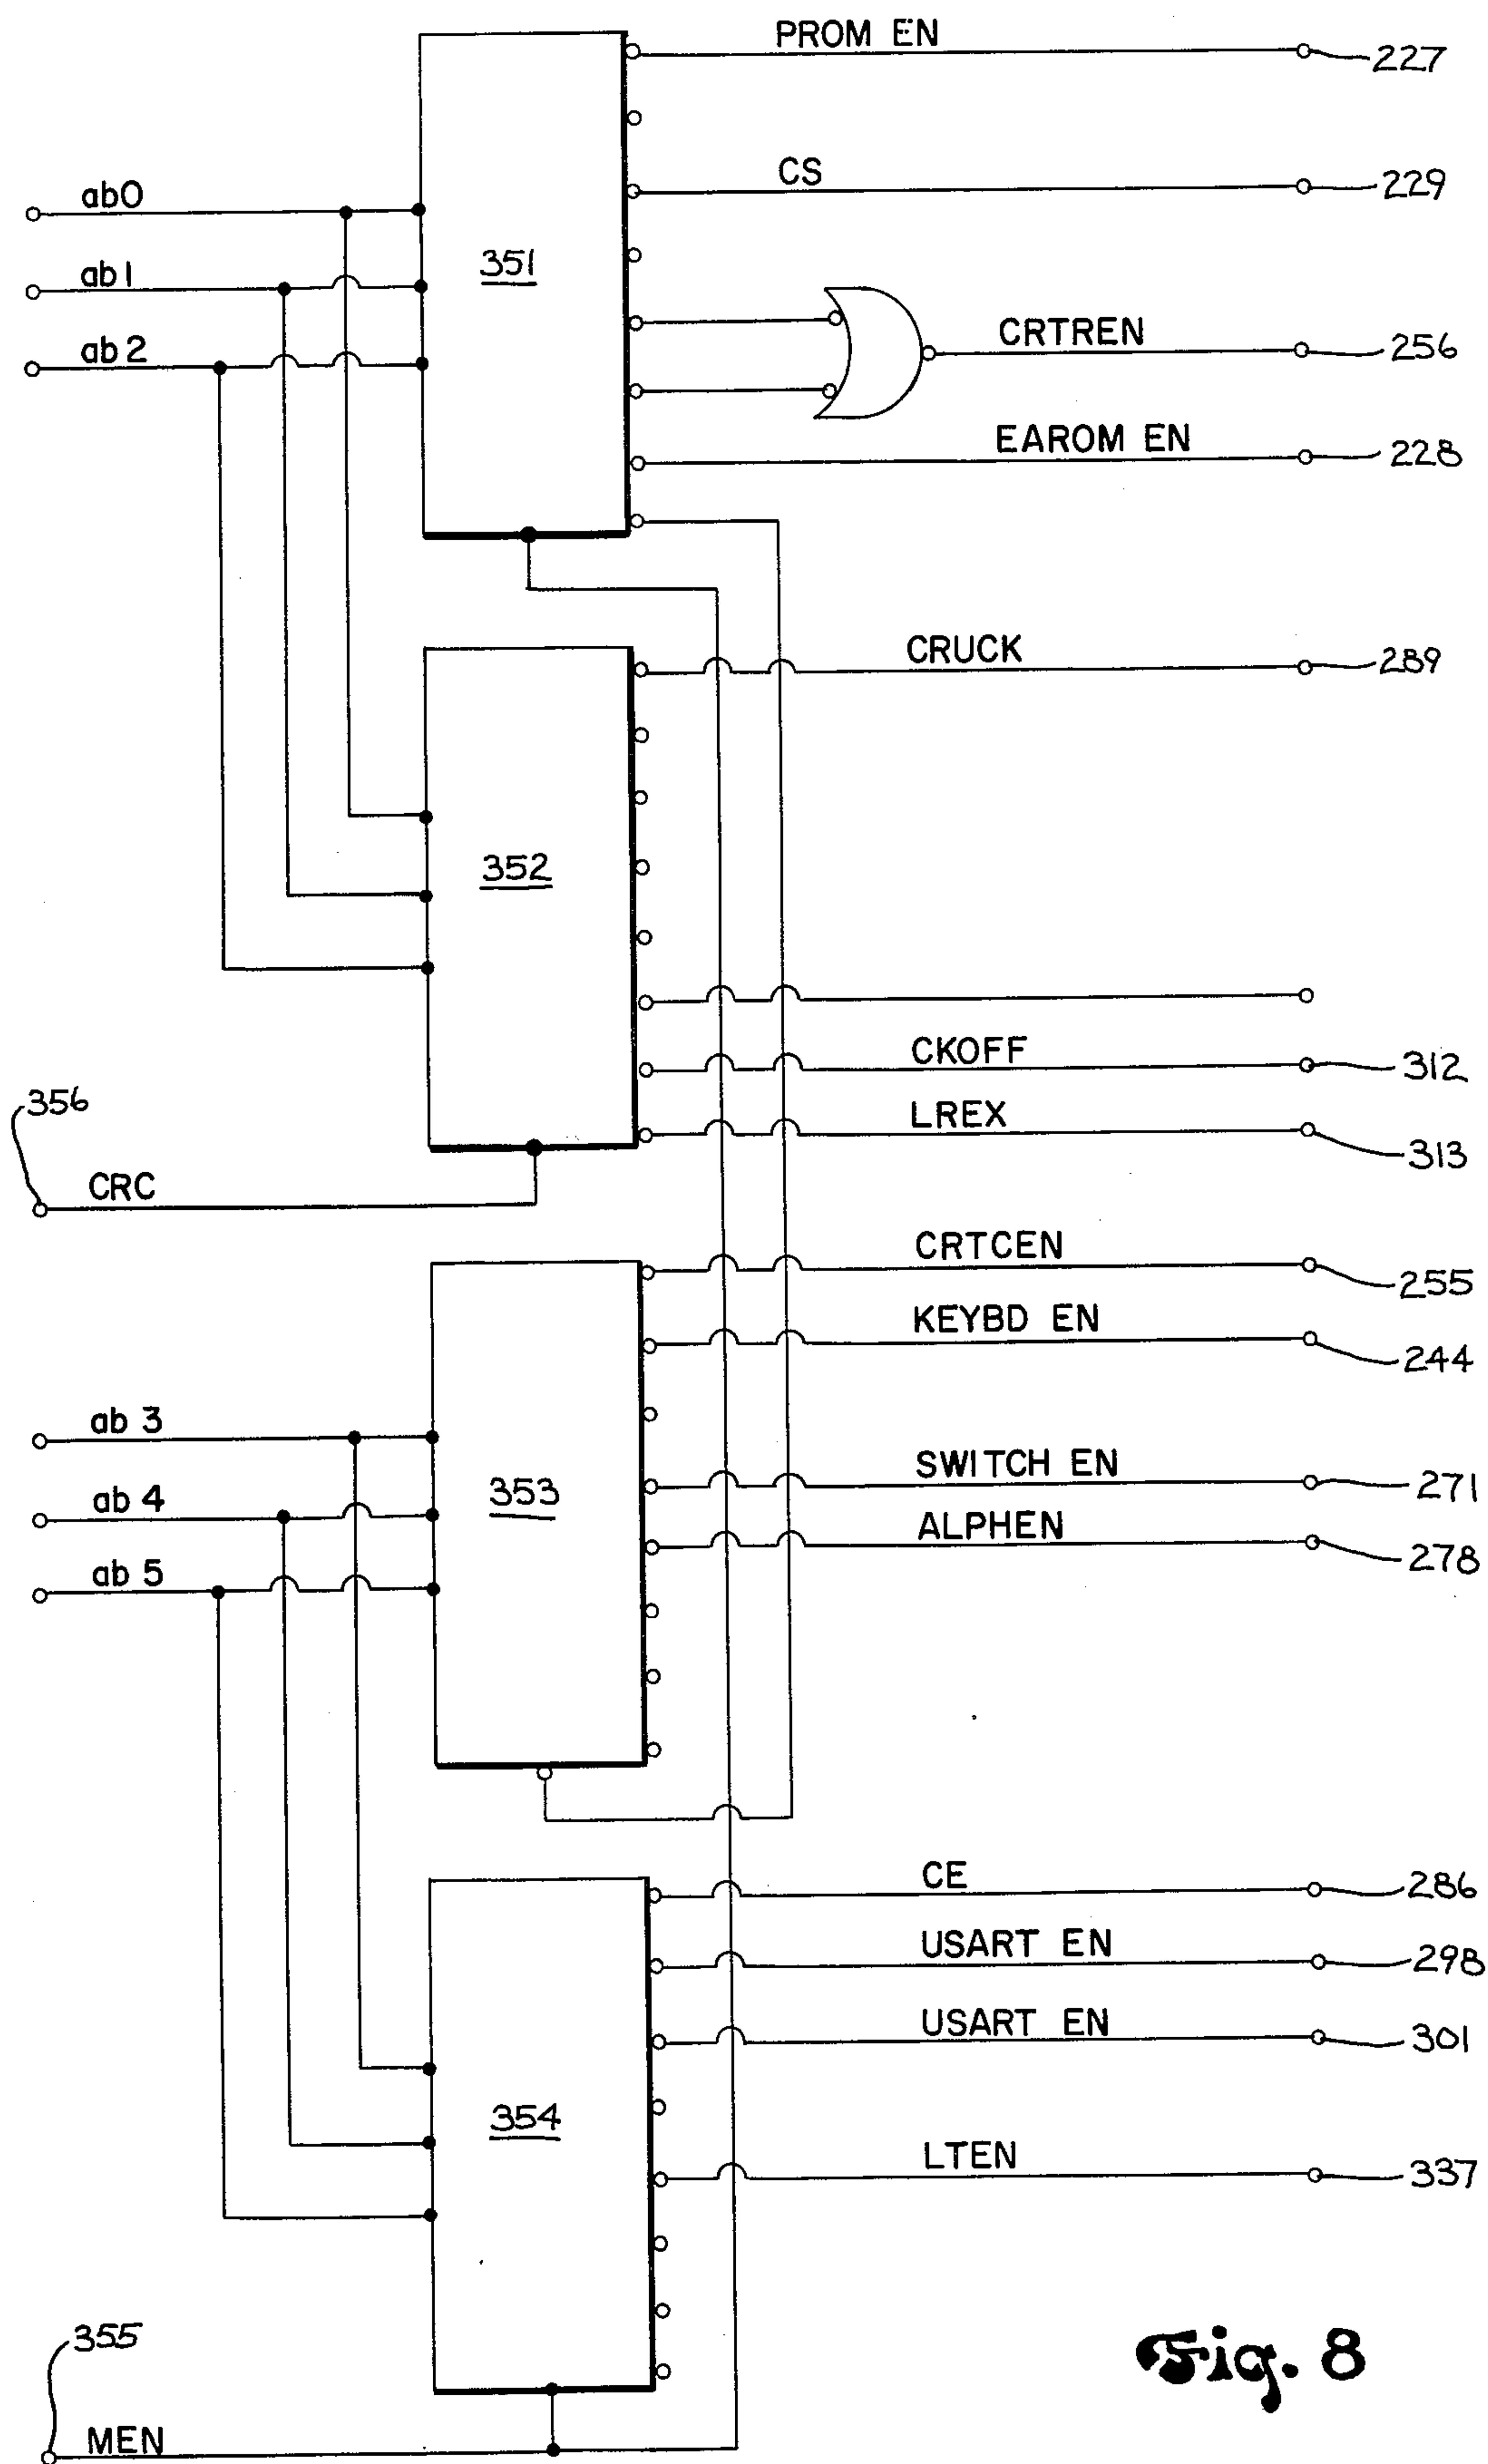 PROM EN
227
CS
229
ab0
351
ab1
ab2
CRTREN
256
EAROM EN
228
CRUCK
289
352
CKOFF
312
356
LREX
313
CRC
CRTCEN
255
KEYBD EN
244
ab 3
SWITCH EN
271
353
ab 4
ALPHEN
278
ab 5
CE
286
USART EN
298
USART EN
301
354
LTEN
337
355
MEN
Fig. 8